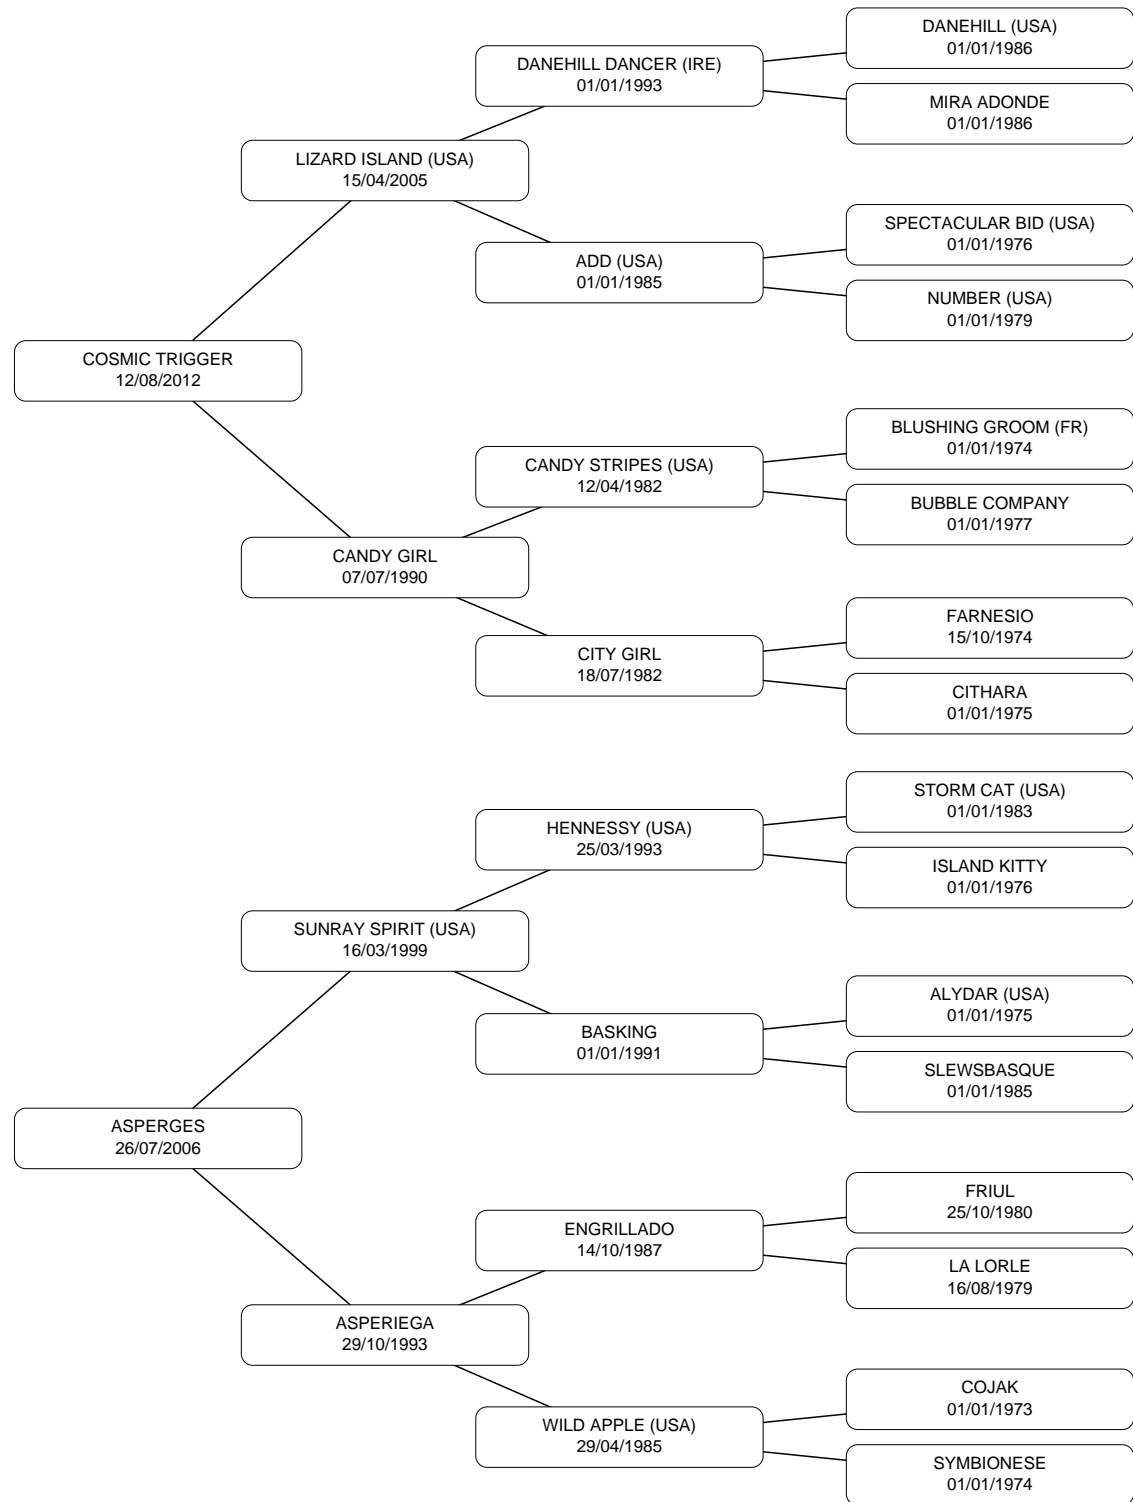 DANEHILL (USA)
01/01/1986
DANEHILL DANCER (IRE)
01/01/1993
MIRA ADONDE
01/01/1986
LIZARD ISLAND (USA)
15/04/2005
SPECTACULAR BID (USA)
01/01/1976
ADD (USA)
01/01/1985
NUMBER (USA)
01/01/1979
COSMIC TRIGGER
12/08/2012
BLUSHING GROOM (FR)
01/01/1974
CANDY STRIPES (USA)
12/04/1982
BUBBLE COMPANY
01/01/1977
CANDY GIRL
07/07/1990
FARNESIO
15/10/1974
CITY GIRL
18/07/1982
CITHARA
01/01/1975
STORM CAT (USA)
01/01/1983
HENNESSY (USA)
25/03/1993
ISLAND KITTY
01/01/1976
SUNRAY SPIRIT (USA)
16/03/1999
ALYDAR (USA)
01/01/1975
BASKING
01/01/1991
SLEWSBASQUE
01/01/1985
ASPERGES
26/07/2006
FRIUL
25/10/1980
ENGRILLADO
14/10/1987
LA LORLE
16/08/1979
ASPERIEGA
29/10/1993
COJAK
01/01/1973
WILD APPLE (USA)
29/04/1985
SYMBIONESE
01/01/1974